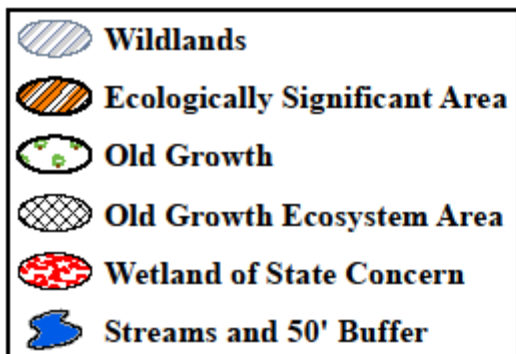 Wildlands
Ecologically Significant Area
Old Growth
Old Growth Ecosystem Area
Wetland of State Concern
Streams and 50' Buffer